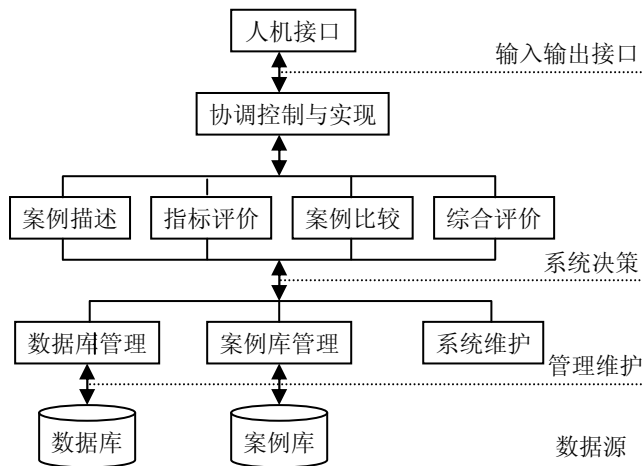 人机接口
输入输出接口
协调控制与实现
案例描述
指标评价
案例比较
综合评价
系统决策
数据库管理
案例库管理
系统维护
管理维护
数据库
案例库
数据源